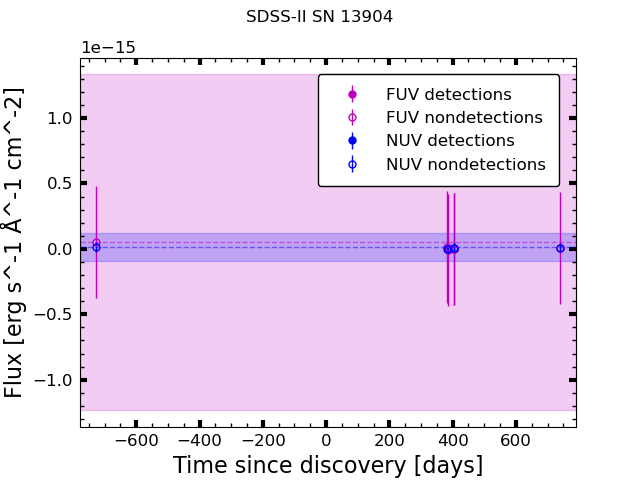 SDSS-II SN 13904
1e−15
FUV detections
FUV nondetections
NUV detections
NUV nondetections
1.0
0.5
0.0
−0.5
−1.0
Flux [erg s^-1 Å^-1 cm^-2]
−600 −400 −200 0 200 400 600
Time since discovery [days]